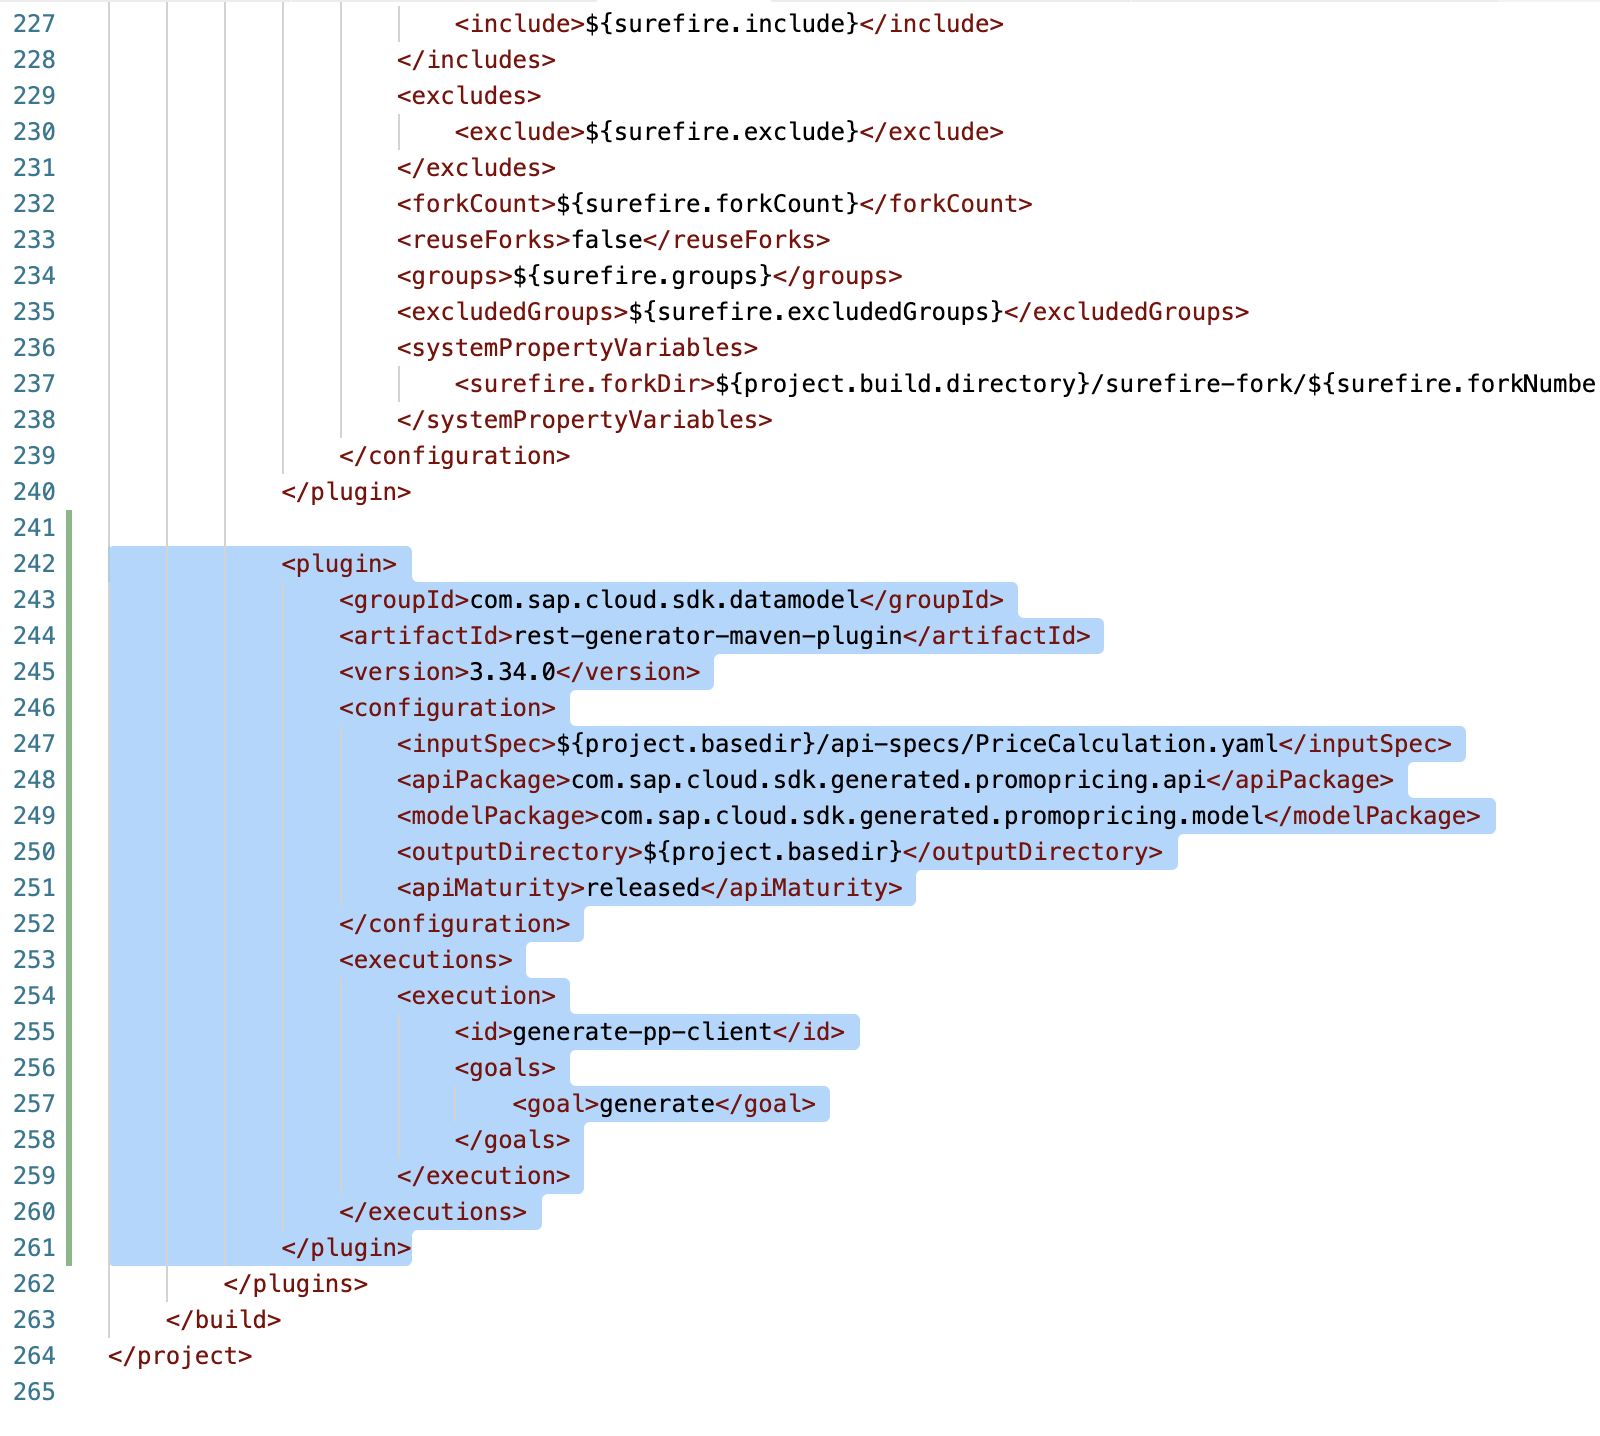 227 <include>${surefire.include}</include>
228 </includes>
229 <excludes>
230 <exclude>${surefire.exclude}</exclude>
231 </excludes>
232 <forkCount>${surefire.forkCount}</forkCount>
233 <reuseForks>false</reuseForks>
234 <groups>${surefire.groups}</groups>
235 <excludedGroups>${surefire.excludedGroups}</excludedGroups>
236 <systemPropertyVariables>
237 <surefire.forkDir>${project.build.directory}/surefire-fork/${surefire.forkNumbe
238 </systemPropertyVariables>
239 </configuration>
240 </plugin>
241
242 <plugin>
243 <groupId>com.sap.cloud.sdk.datamodel</groupId>
244 <artifactId>rest-generator-maven-plugin</artifactId>
245 <version>3.34.0</version>
246 <configuration>
247 <inputSpec>${project.basedir}/api-specs/PriceCalculation.yaml</inputSpec>
248 <apiPackage>com.sap.cloud.sdk.generated.promopricing.api</apiPackage>
249 <modelPackage>com.sap.cloud.sdk.generated.promopricing.model</modelPackage>
250 <outputDirectory>${project.basedir}</outputDirectory>
251 <apiMaturity>released</apiMaturity>
252 </configuration>
253 <executions>
254 <execution>
255 <id>generate-pp-client</id>
256 <goals>
257 <goal>generate</goal>
258 </goals>
259 </execution>
260 </executions>
261 </plugin>
262 </plugins>
263 </build>
264 </project>
265